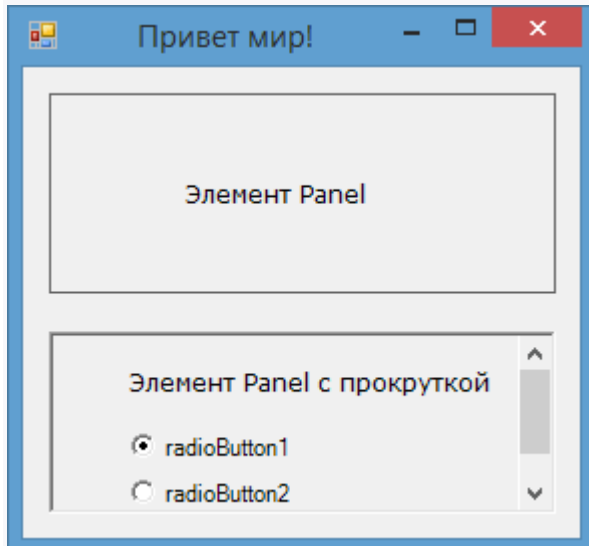 Привет мир!
Элемент Panel
Элемент Panel с прокруткой
radioButton1
radioButton2